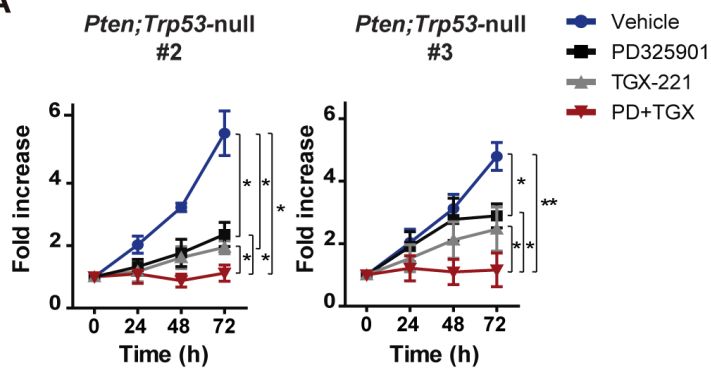 A
Pten;Trp53-null
#2
Pten;Trp53-null
#3
Vehicle
PD325901
TGX-221
PD+TGX
Fold increase
6
4
2
0
0 24 48 72
Time (h)
* * *
* *
Fold increase
6
4
2
0
0 24 48 72
Time (h)
* **
* *